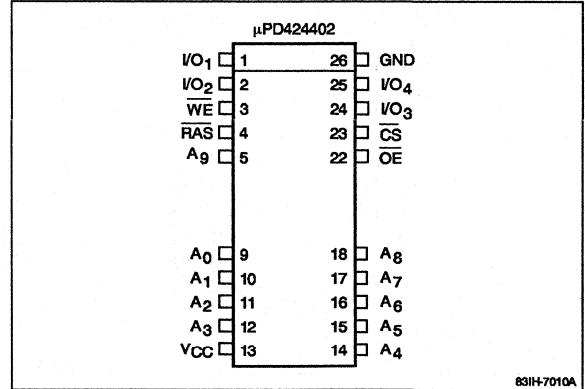 μPD424402
I/O1 1 26 GND
I/O2 2 25 I/O4
WE 3 24 I/O3
RAS 4 23 CS
A9 5 22 OE
A0 9 18 A8
A1 10 17 A7
A2 11 16 A6
A3 12 15 A5
VCC 13 14 A4
83IH-7010A